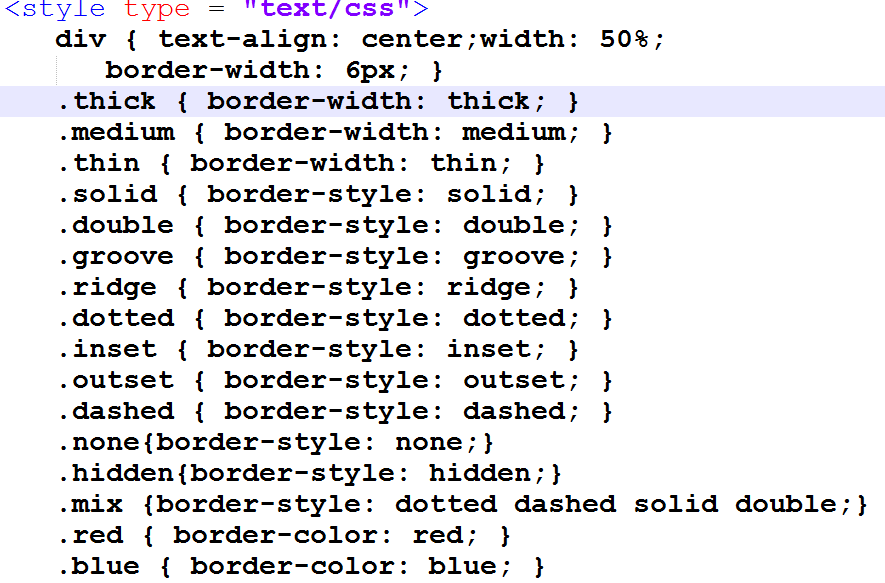 <style type = "text/css">
div { text-align: center;width: 50%;
border-width: 6px; }
.thick { border-width: thick; }
.medium { border-width: medium; }
.thin { border-width: thin; }
.solid { border-style: solid; }
.double { border-style: double; }
.groove { border-style: groove; }
.ridge { border-style: ridge; }
.dotted { border-style: dotted; }
.inset { border-style: inset; }
.outset { border-style: outset; }
.dashed { border-style: dashed; }
.none{border-style: none;}
.hidden{border-style: hidden;}
.mix {border-style: dotted dashed solid double;}
.red { border-color: red; }
.blue { border-color: blue; }